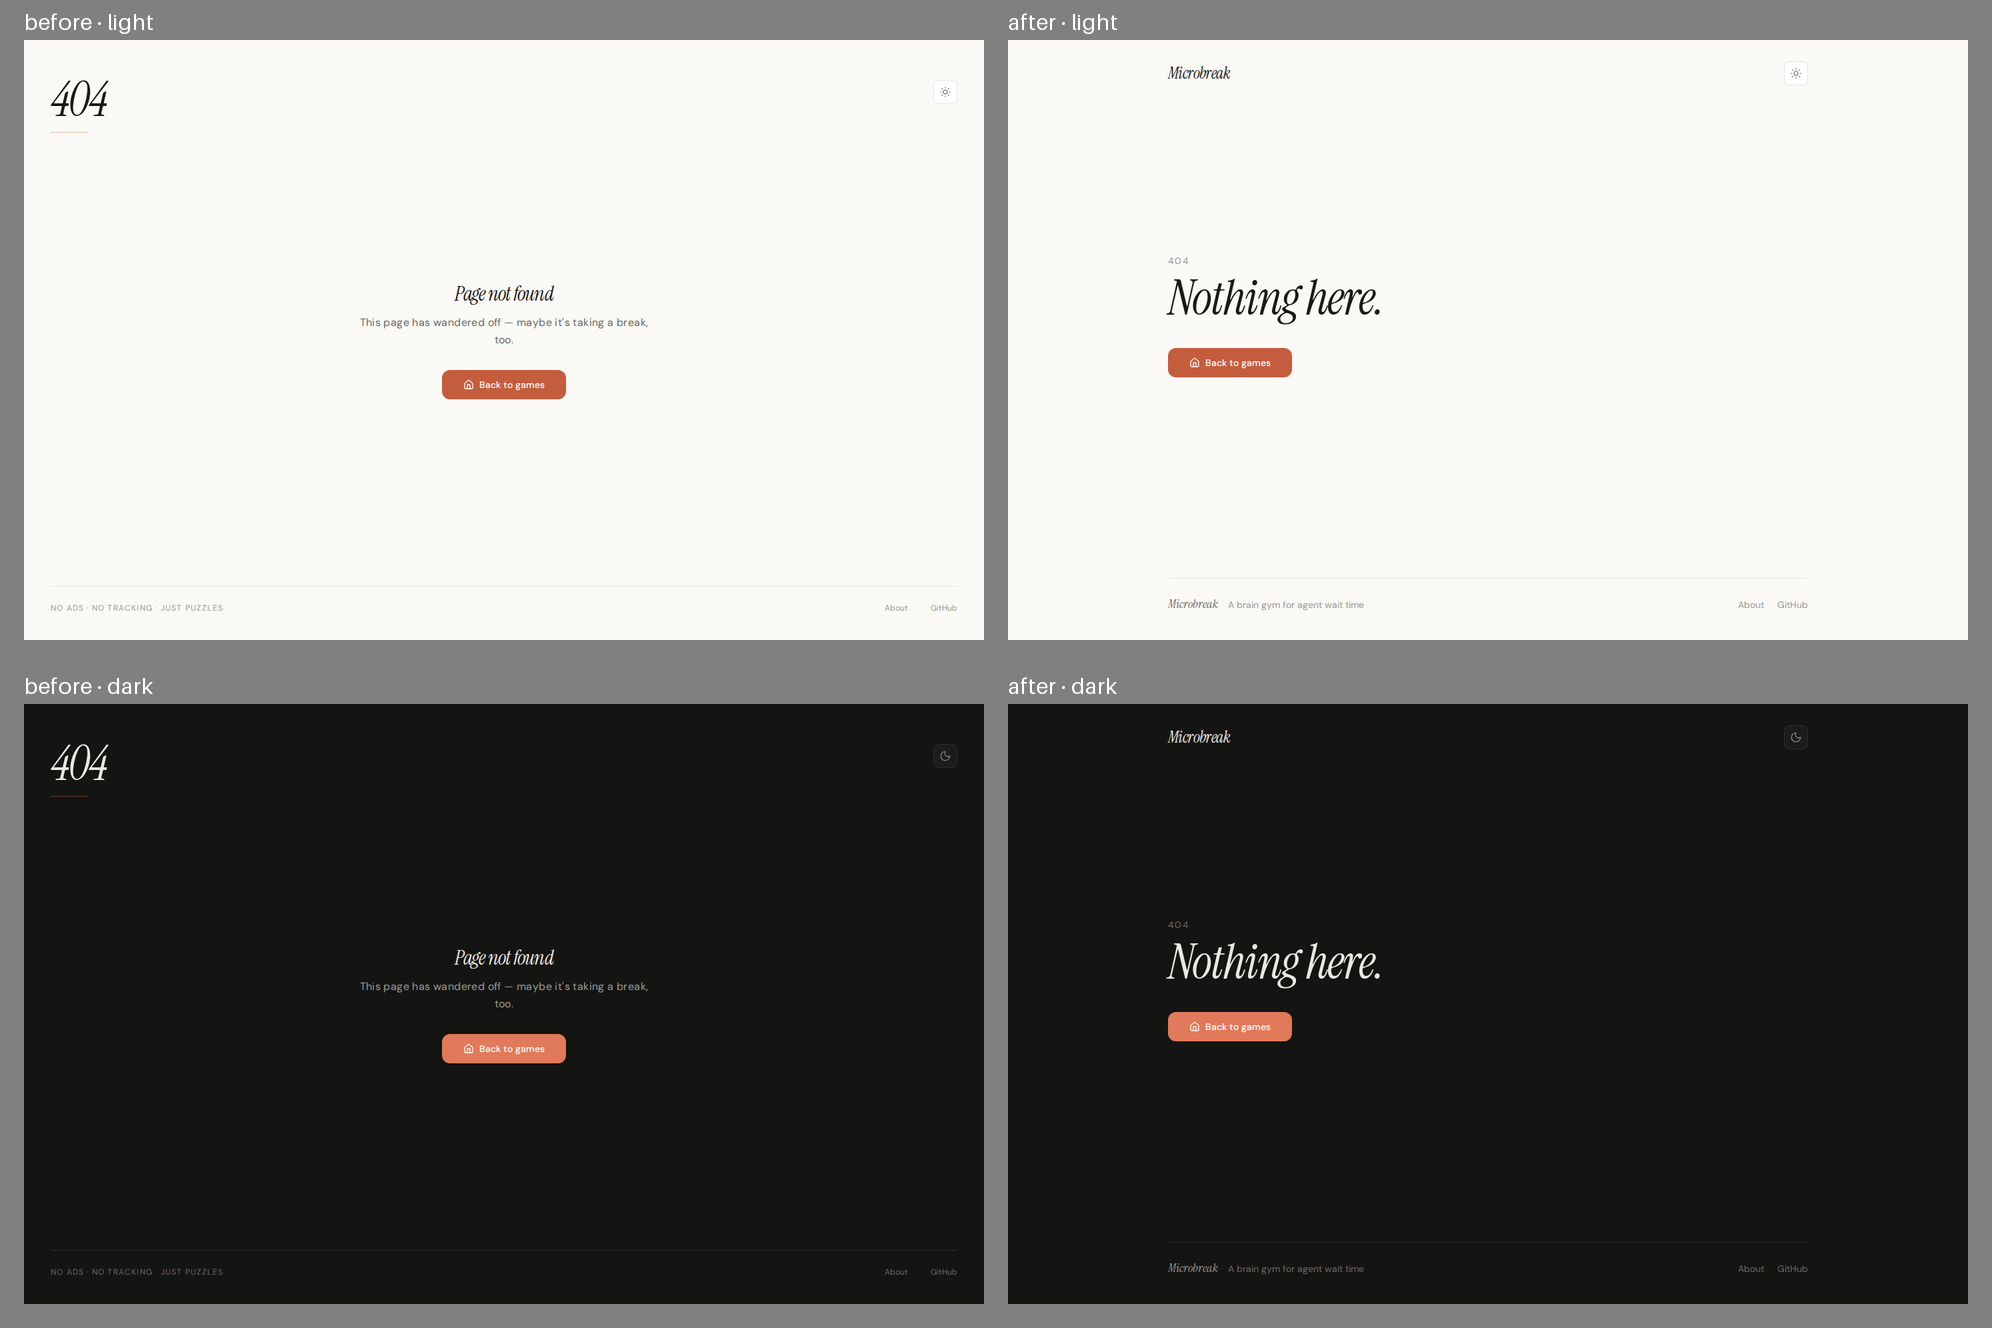 before · light
404
Page not found
This page has wandered off — maybe it's taking a break,
too.
Back to games
NO ADS · NO TRACKING · JUST PUZZLES
About GitHub
after · light
Microbreak
404
Nothing here.
Back to games
Microbreak · A brain gym for agent wait time
About GitHub
before · dark
404
Page not found
This page has wandered off — maybe it's taking a break,
too.
Back to games
NO ADS · NO TRACKING · JUST PUZZLES
About GitHub
after · dark
Microbreak
404
Nothing here.
Back to games
Microbreak · A brain gym for agent wait time
About GitHub